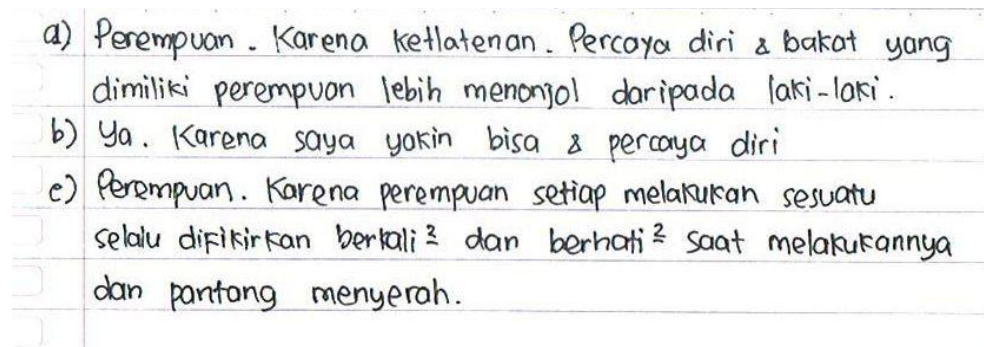 a) Perempuan. Karena ketlatenan. Percaya diri & bakat yang
dimiliki perempuan lebih menonjol daripada laki-laki.
b) Ya. Karena saya yakin bisa & percaya diri
e) Perempuan. Karena perempuan setiap melakukan sesuatu
selalu difikirkan berkali² dan berhati² saat melakukannya
dan pantang menyerah.